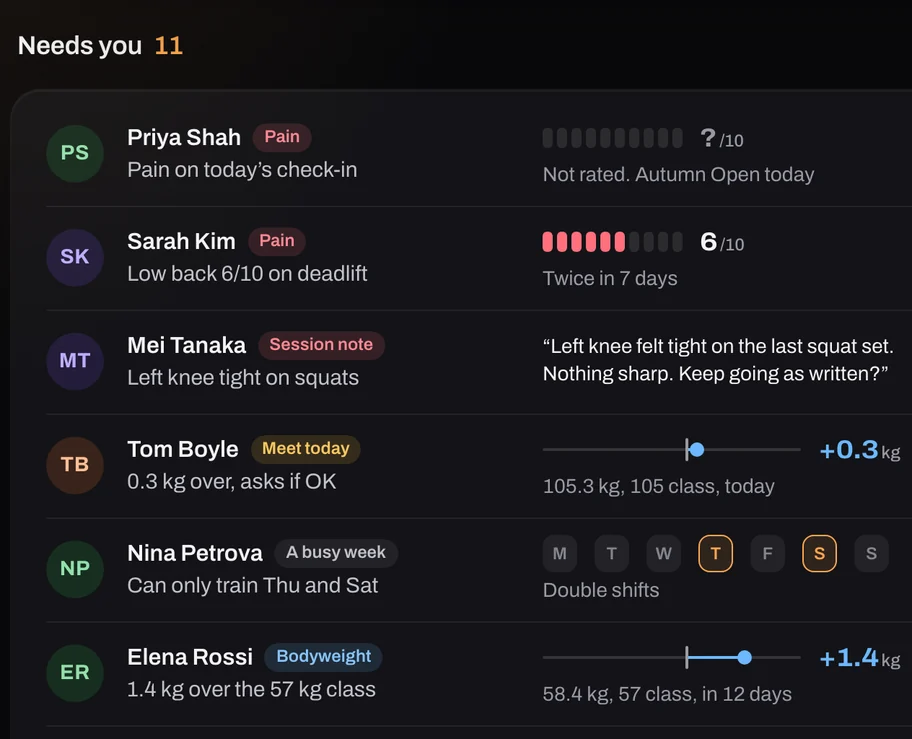 Needs you 11
PS
Priya Shah Pain
Pain on today’s check-in
?/10
Not rated. Autumn Open today
SK
Sarah Kim Pain
Low back 6/10 on deadlift
6/10
Twice in 7 days
MT
Mei Tanaka Session note
Left knee tight on squats
“Left knee felt tight on the last squat set.
Nothing sharp. Keep going as written?”
TB
Tom Boyle Meet today
0.3 kg over, asks if OK
+0.3 kg
105.3 kg, 105 class, today
NP
Nina Petrova A busy week
Can only train Thu and Sat
M T W T F S S
Double shifts
ER
Elena Rossi Bodyweight
1.4 kg over the 57 kg class
+1.4 kg
58.4 kg, 57 class, in 12 days